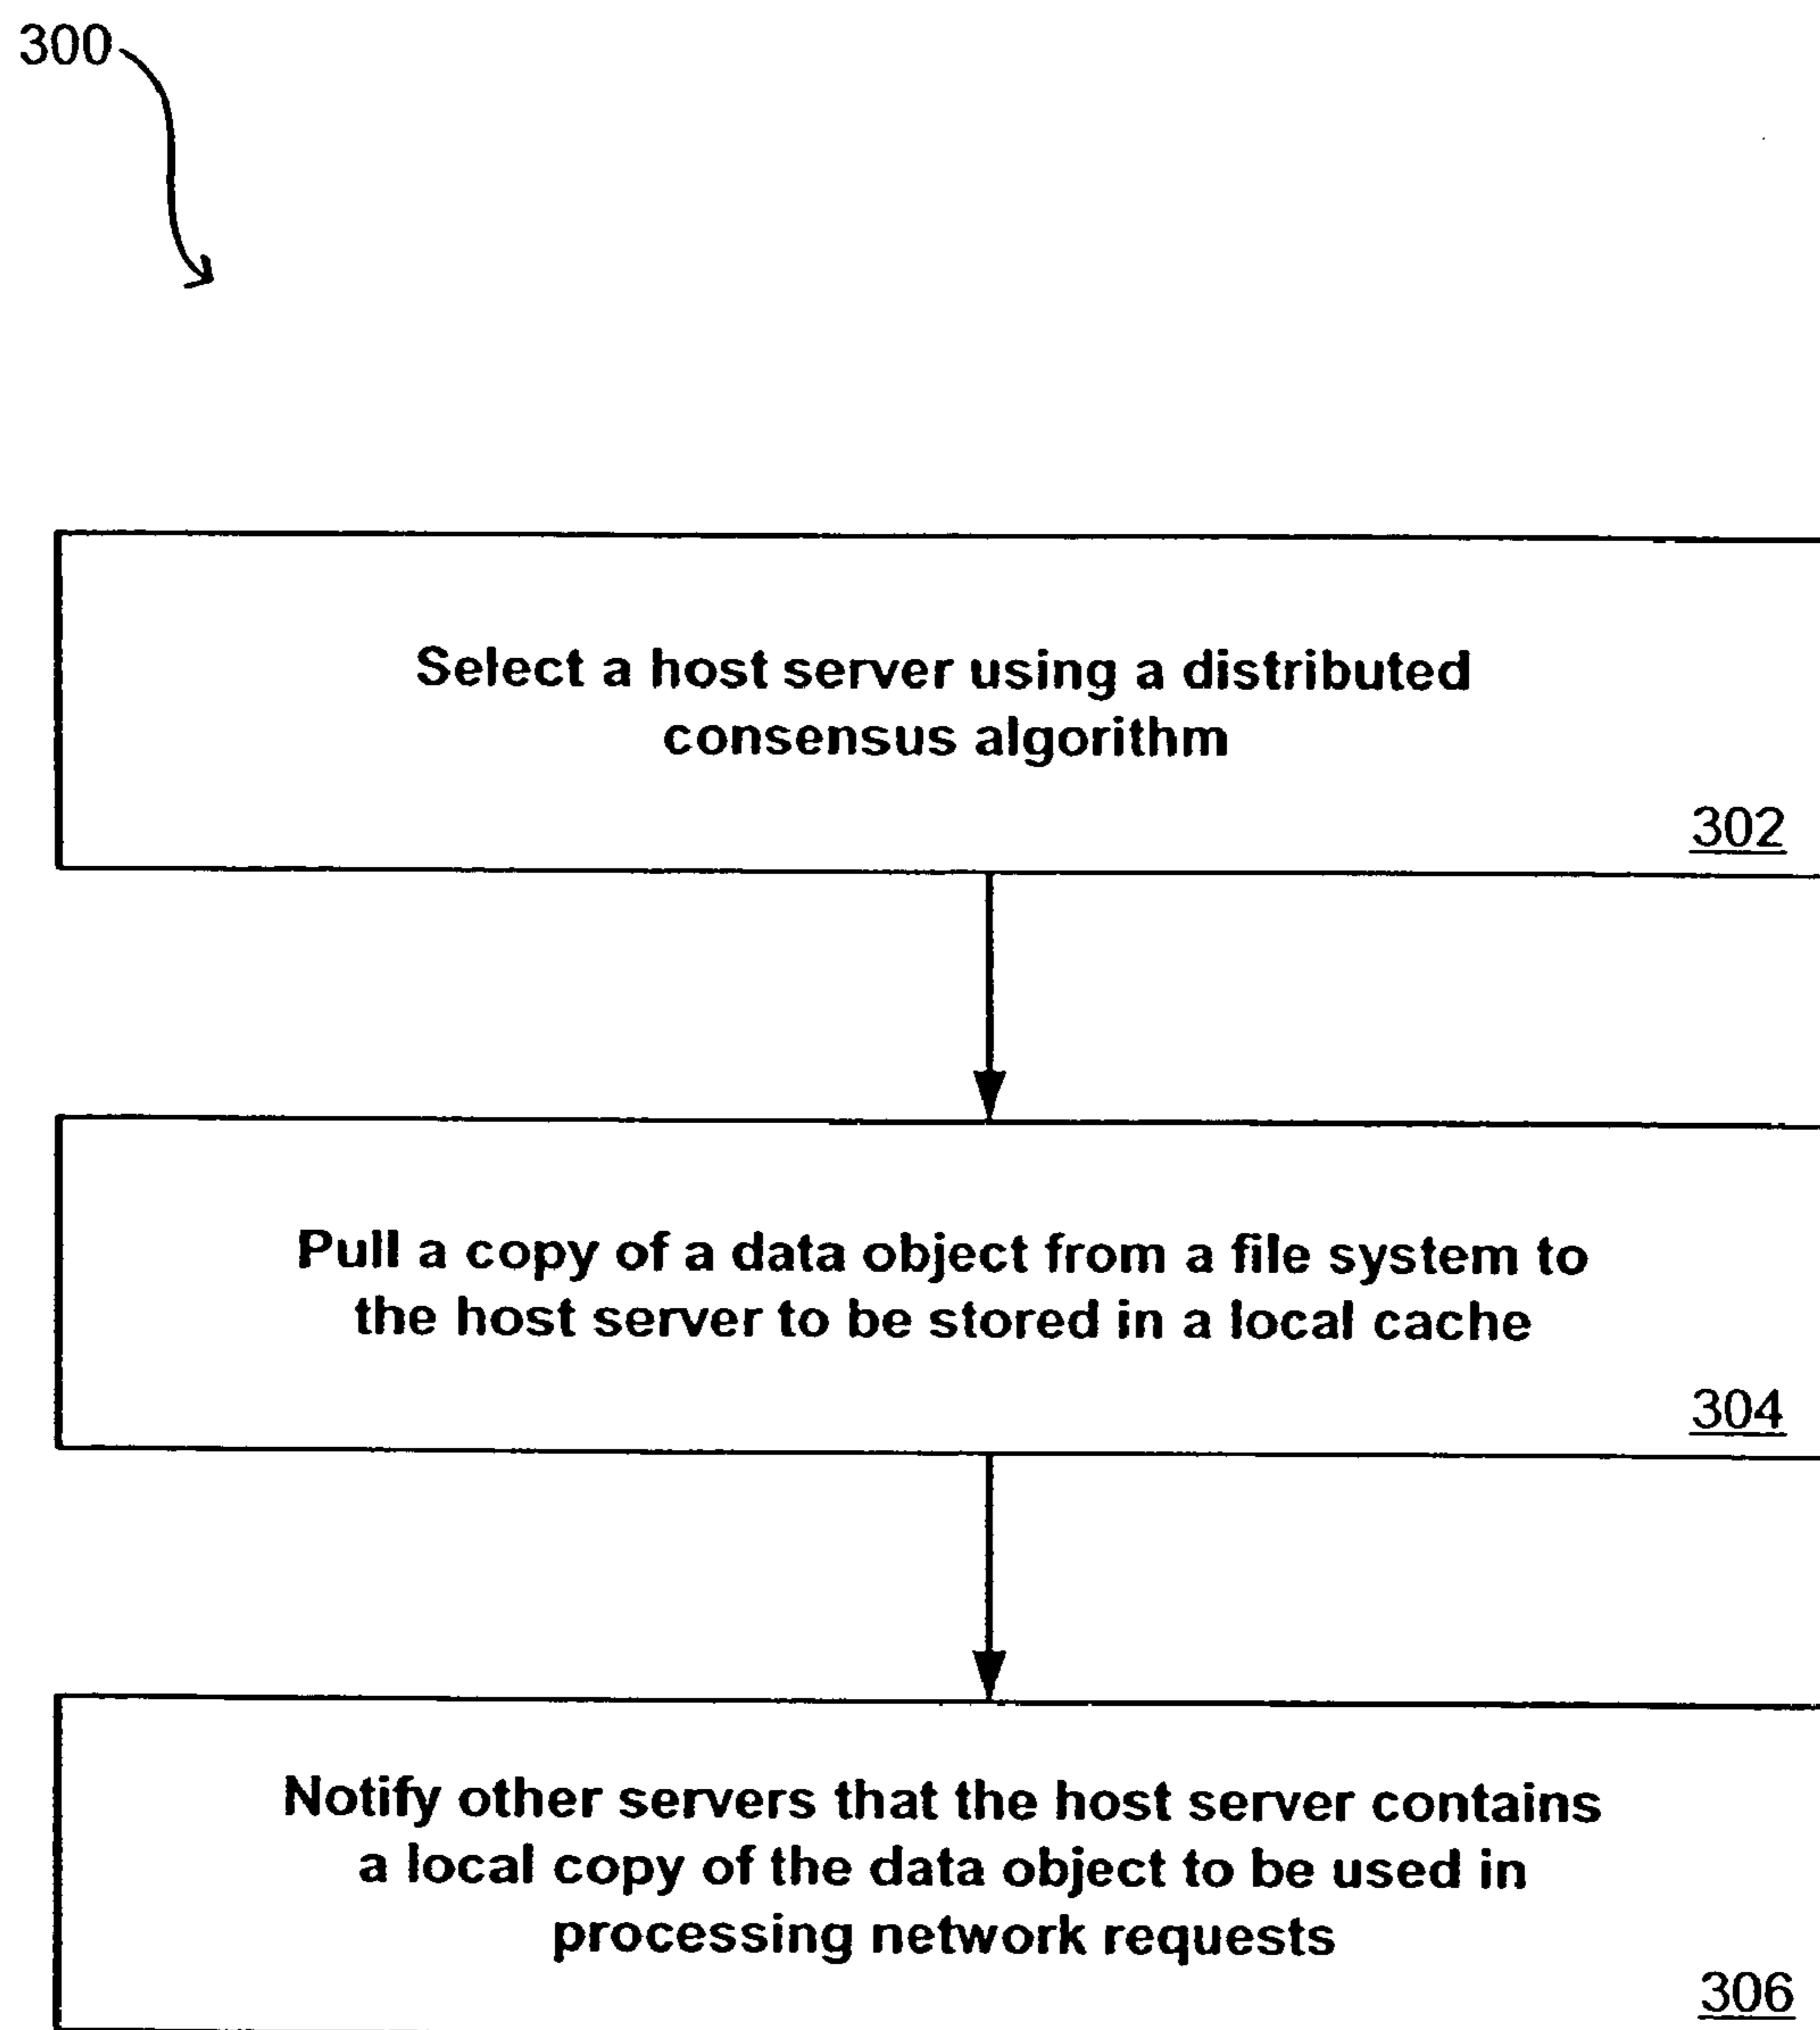 300
Select a host server using a distributed
consensus algorithm
302
Pull a copy of a data object from a file system to
the host server to be stored in a local cache
304
Notify other servers that the host server contains
a local copy of the data object to be used in
processing network requests
306